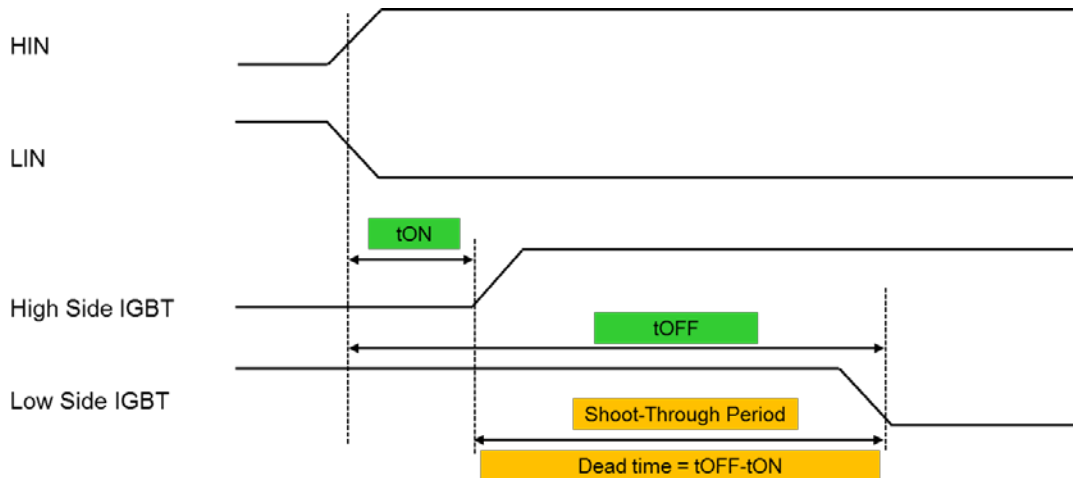 HIN
LIN
tON
High Side IGBT
tOFF
Low Side IGBT
Shoot-Through Period
Dead time = tOFF-tON